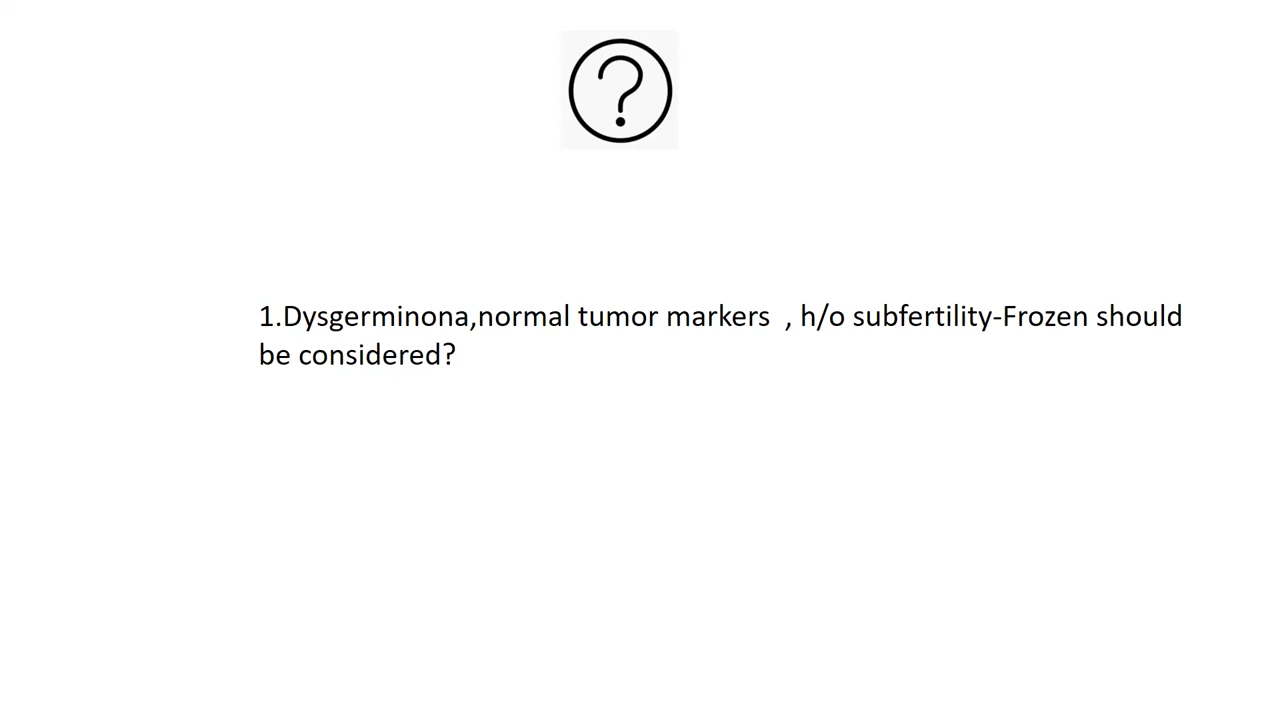 1.Dysgerminona,normal tumor markers , h/o subfertility-Frozen should
be considered?